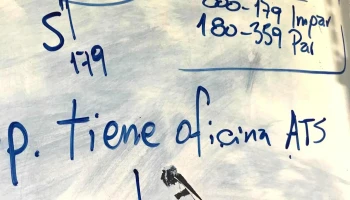 000-179 Impar
180-359 Par
S
179
p. tiene oficina ATS